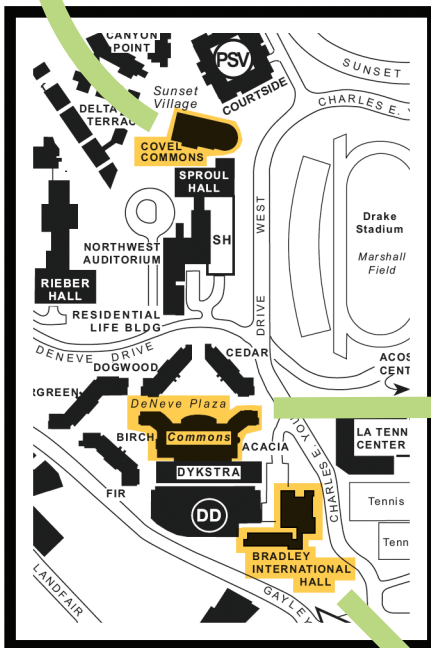 CANYON
POINT
PSV
SUNSET
Sunset
Village
COURTSIDE
CHARLES E.
DELTA
TERRACE
COVEL
COMMONS
SPROUL
HALL
Drake
Stadium
Marshall
Field
WEST
SH
NORTHWEST
AUDITORIUM
RIEBER
HALL
RESIDENTIAL
LIFE BLDG
DRIVE
DENEVE DRIVE
CEDAR
DOGWOOD
ACOS
CENT
RGREEN
DeNeve Plaza
BIRCH
Commons
ACACIA
CHARLES E. YOU
LA TENN
CENTER
DYKSTRA
FIR
DD
Tennis
Tenn
BRADLEY
INTERNATIONAL
HALL
LANDFAIR
GAYLEY